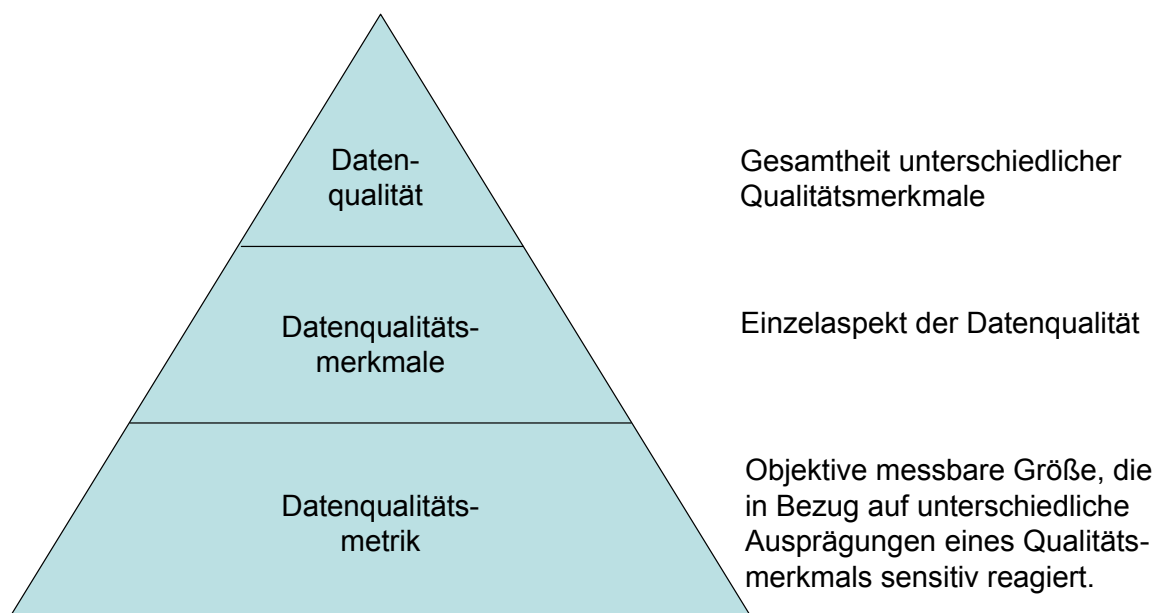 Daten-
qualität
Gesamtheit unterschiedlicher
Qualitätsmerkmale
Datenqualitäts-
merkmale
Einzelaspekt der Datenqualität
Datenqualitäts-
metrik
Objektive messbare Größe, die
in Bezug auf unterschiedliche
Ausprägungen eines Qualitäts-
merkmals sensitiv reagiert.